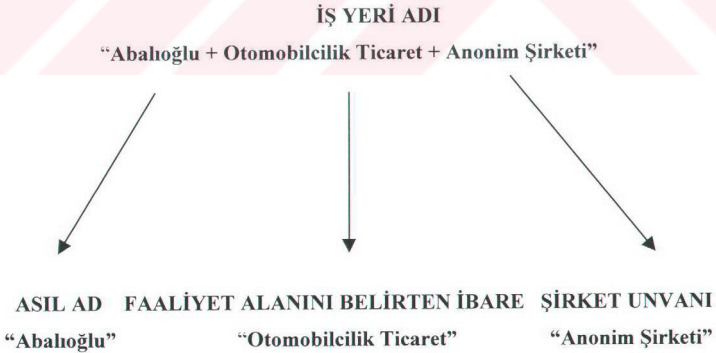 İŞ YERİ ADI
“Abalıoğlu + Otomobilcilik Ticaret + Anonim Şirketi”
ASIL AD FAALİYET ALANINI BELİRTEN İBARE ŞİRKET UNVANI
“Abalıoğlu” “Otomobilcilik Ticaret” “Anonim Şirketi”